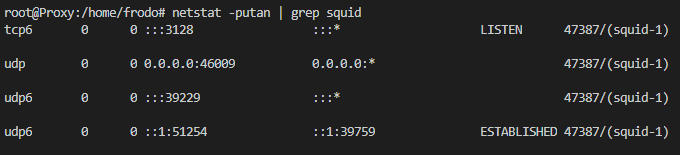 root@Proxy:/home/frodo# netstat -putan | grep squid
tcp6 0 0 :::3128 :::* LISTEN 47387/(squid-1)
udp 0 0 0.0.0.0:46009 0.0.0.0:* 47387/(squid-1)
udp6 0 0 :::39229 :::* 47387/(squid-1)
udp6 0 0 ::1:51254 ::1:39759 ESTABLISHED 47387/(squid-1)